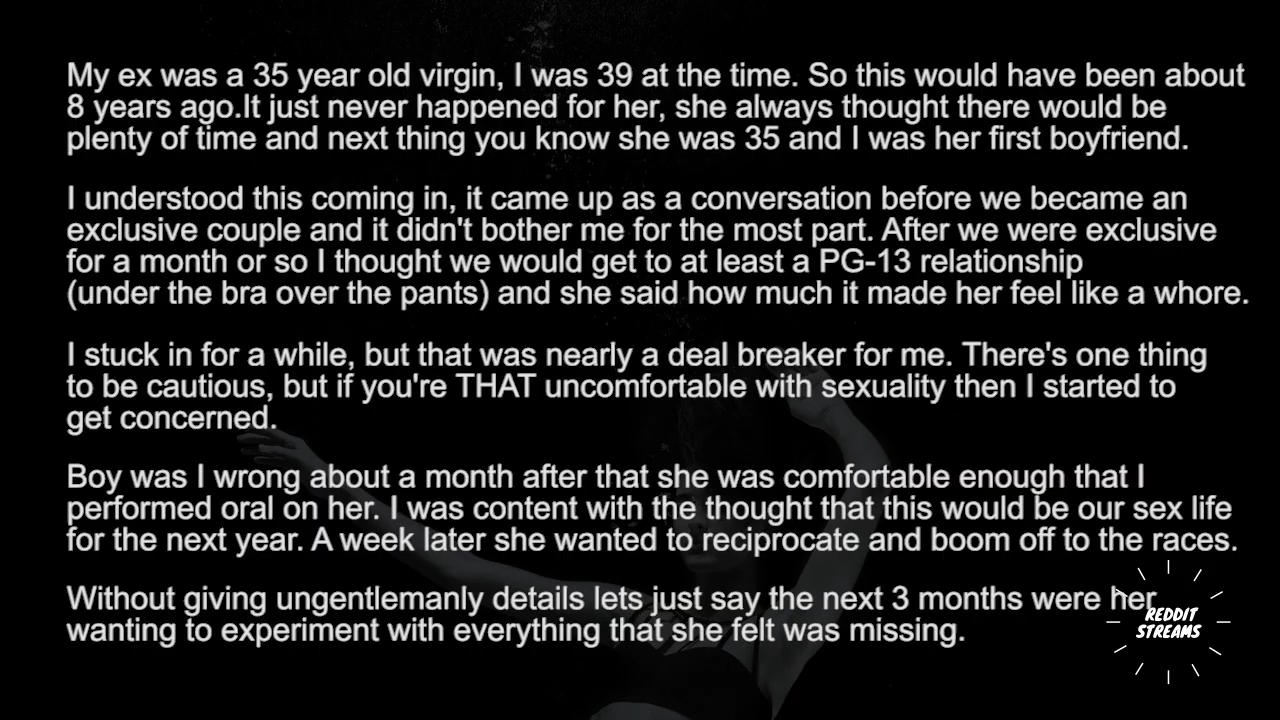 My ex was a 35 year old virgin, I was 39 at the time. So this would have been about
8 years ago.It just never happened for her, she always thought there would be
plenty of time and next thing you know she was 35 and I was her first boyfriend.
I understood this coming in, it came up as a conversation before we became an
exclusive couple and it didn't bother me for the most part. After we were exclusive
for a month or so I thought we would get to at least a PG-13 relationship
(under the bra over the pants) and she said how much it made her feel like a whore.
I stuck in for a while, but that was nearly a deal breaker for me. There's one thing
to be cautious, but if you're THAT uncomfortable with sexuality then I started to
get concerned.
Boy was I wrong about a month after that she was comfortable enough that I
performed oral on her. I was content with the thought that this would be our sex life
for the next year. A week later she wanted to reciprocate and boom off to the races.
Without giving ungentlemanly details lets just say the next 3 months were her
wanting to experiment with everything that she felt was missing.
REDDIT
STREAMS